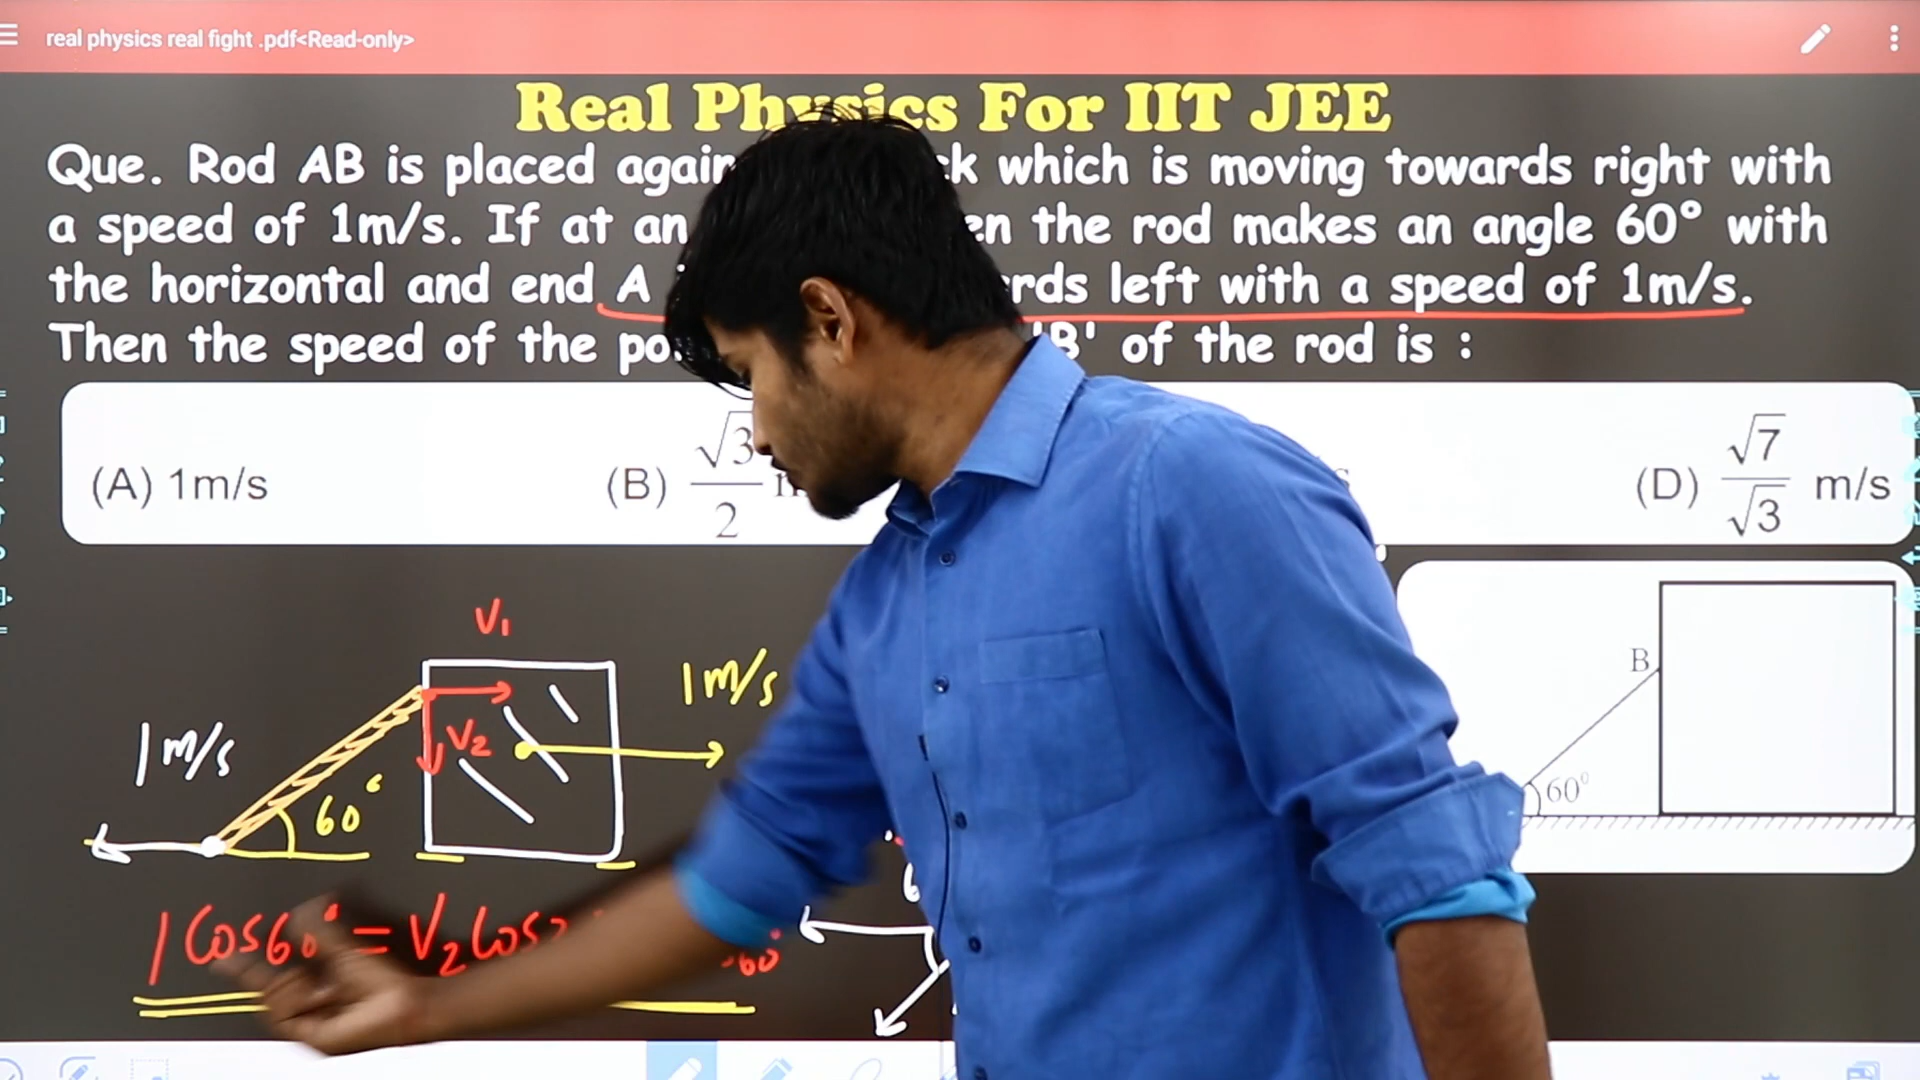 real physics real fight .pdf<Read-only>
Real Physics For IIT JEE
Que. Rod AB is placed which is moving towards right with
a speed of 1m/s. If at an the rod makes an angle 60° with
the horizontal and end A left with a speed of 1m/s.
Then the speed of the 'B' of the rod is :
(A) 1m/s (B) √3/2 (D) √7/√3 m/s
V₁
1m/s
B
1m/s
V₂
60°
60⁰
1 Cos60° = V₂ Cos
60°